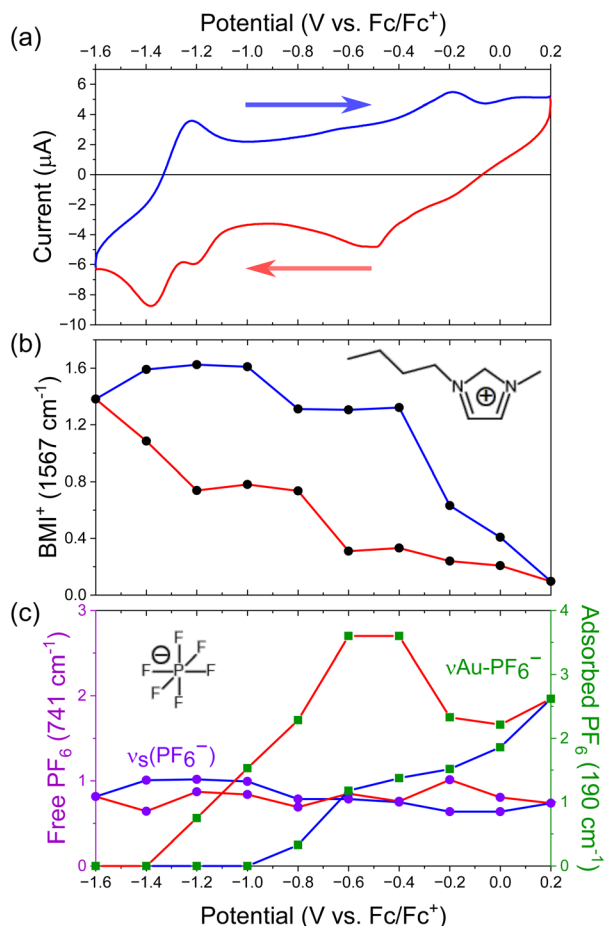 (a)
Potential (V vs. Fc/Fc⁺)
−1.6 −1.4 −1.2 −1.0 −0.8 −0.6 −0.4 −0.2 0.0 0.2
Current (μA)
6
4
2
0
−2
−4
−6
−8
−10
(b)
BMI⁺ (1567 cm⁻¹)
1.6
1.2
0.8
0.4
0.0
N
N
⊕
(c)
Free PF₆ (741 cm⁻¹)
3
2
1
0
⊖
F
F
F
F
P
F
F
νₛ(PF₆⁻)
νAu-PF₆⁻
4
3
2
1
0
Adsorbed PF₆ (190 cm⁻¹)
−1.6 −1.4 −1.2 −1.0 −0.8 −0.6 −0.4 −0.2 0.0 0.2
Potential (V vs. Fc/Fc⁺)